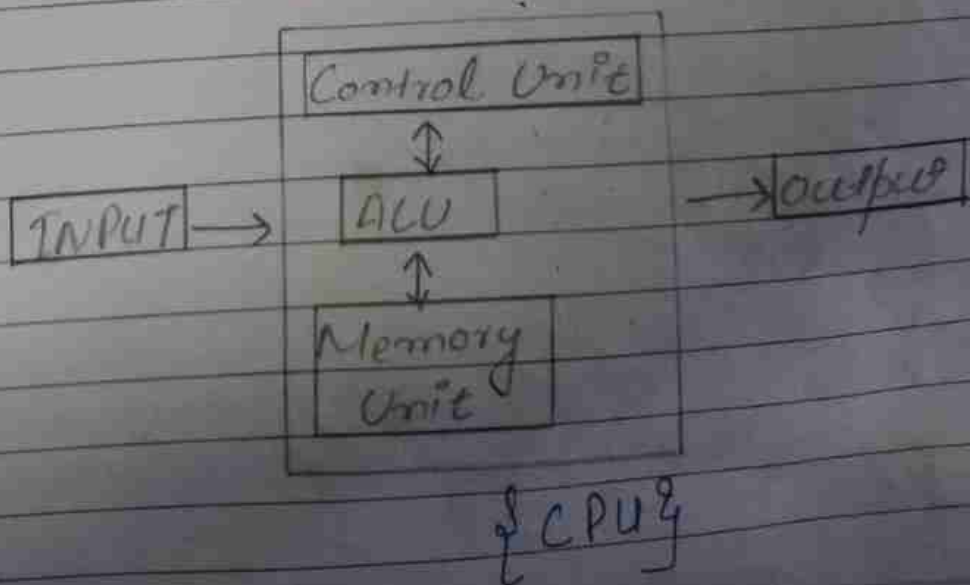 Control Unit
INPUT
ALU
Output
Memory
Unit
{CPU}